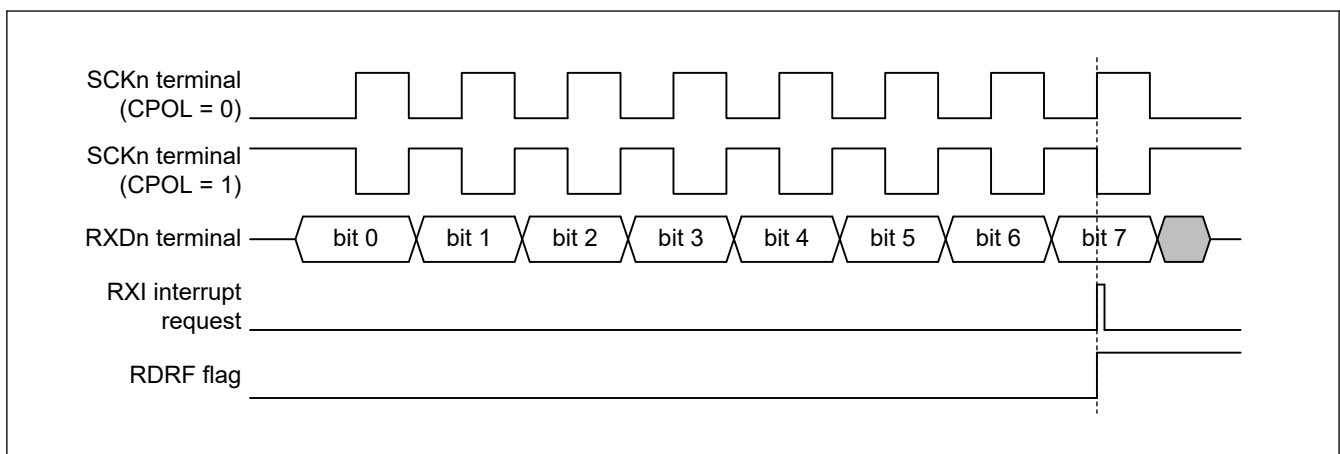 SCKn terminal
(CPOL = 0)
SCKn terminal
(CPOL = 1)
RXDn terminal
bit 0 bit 1 bit 2 bit 3 bit 4 bit 5 bit 6 bit 7
RXI interrupt
request
RDRF flag